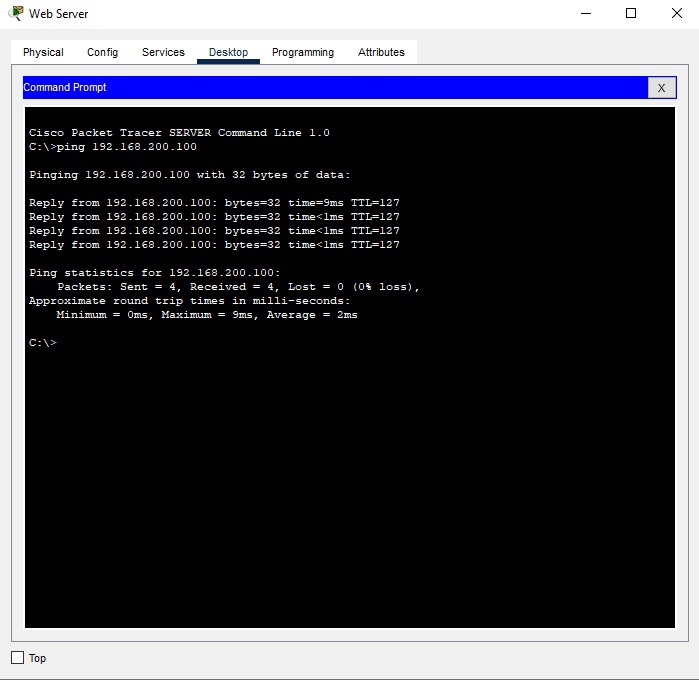 Web Server
Physical Config Services Desktop Programming Attributes
Command Prompt
X
Cisco Packet Tracer SERVER Command Line 1.0
C:\>ping 192.168.200.100
Pinging 192.168.200.100 with 32 bytes of data:
Reply from 192.168.200.100: bytes=32 time=9ms TTL=127
Reply from 192.168.200.100: bytes=32 time<1ms TTL=127
Reply from 192.168.200.100: bytes=32 time<1ms TTL=127
Reply from 192.168.200.100: bytes=32 time<1ms TTL=127
Ping statistics for 192.168.200.100:
    Packets: Sent = 4, Received = 4, Lost = 0 (0% loss),
Approximate round trip times in milli-seconds:
    Minimum = 0ms, Maximum = 9ms, Average = 2ms
C:\>
Top